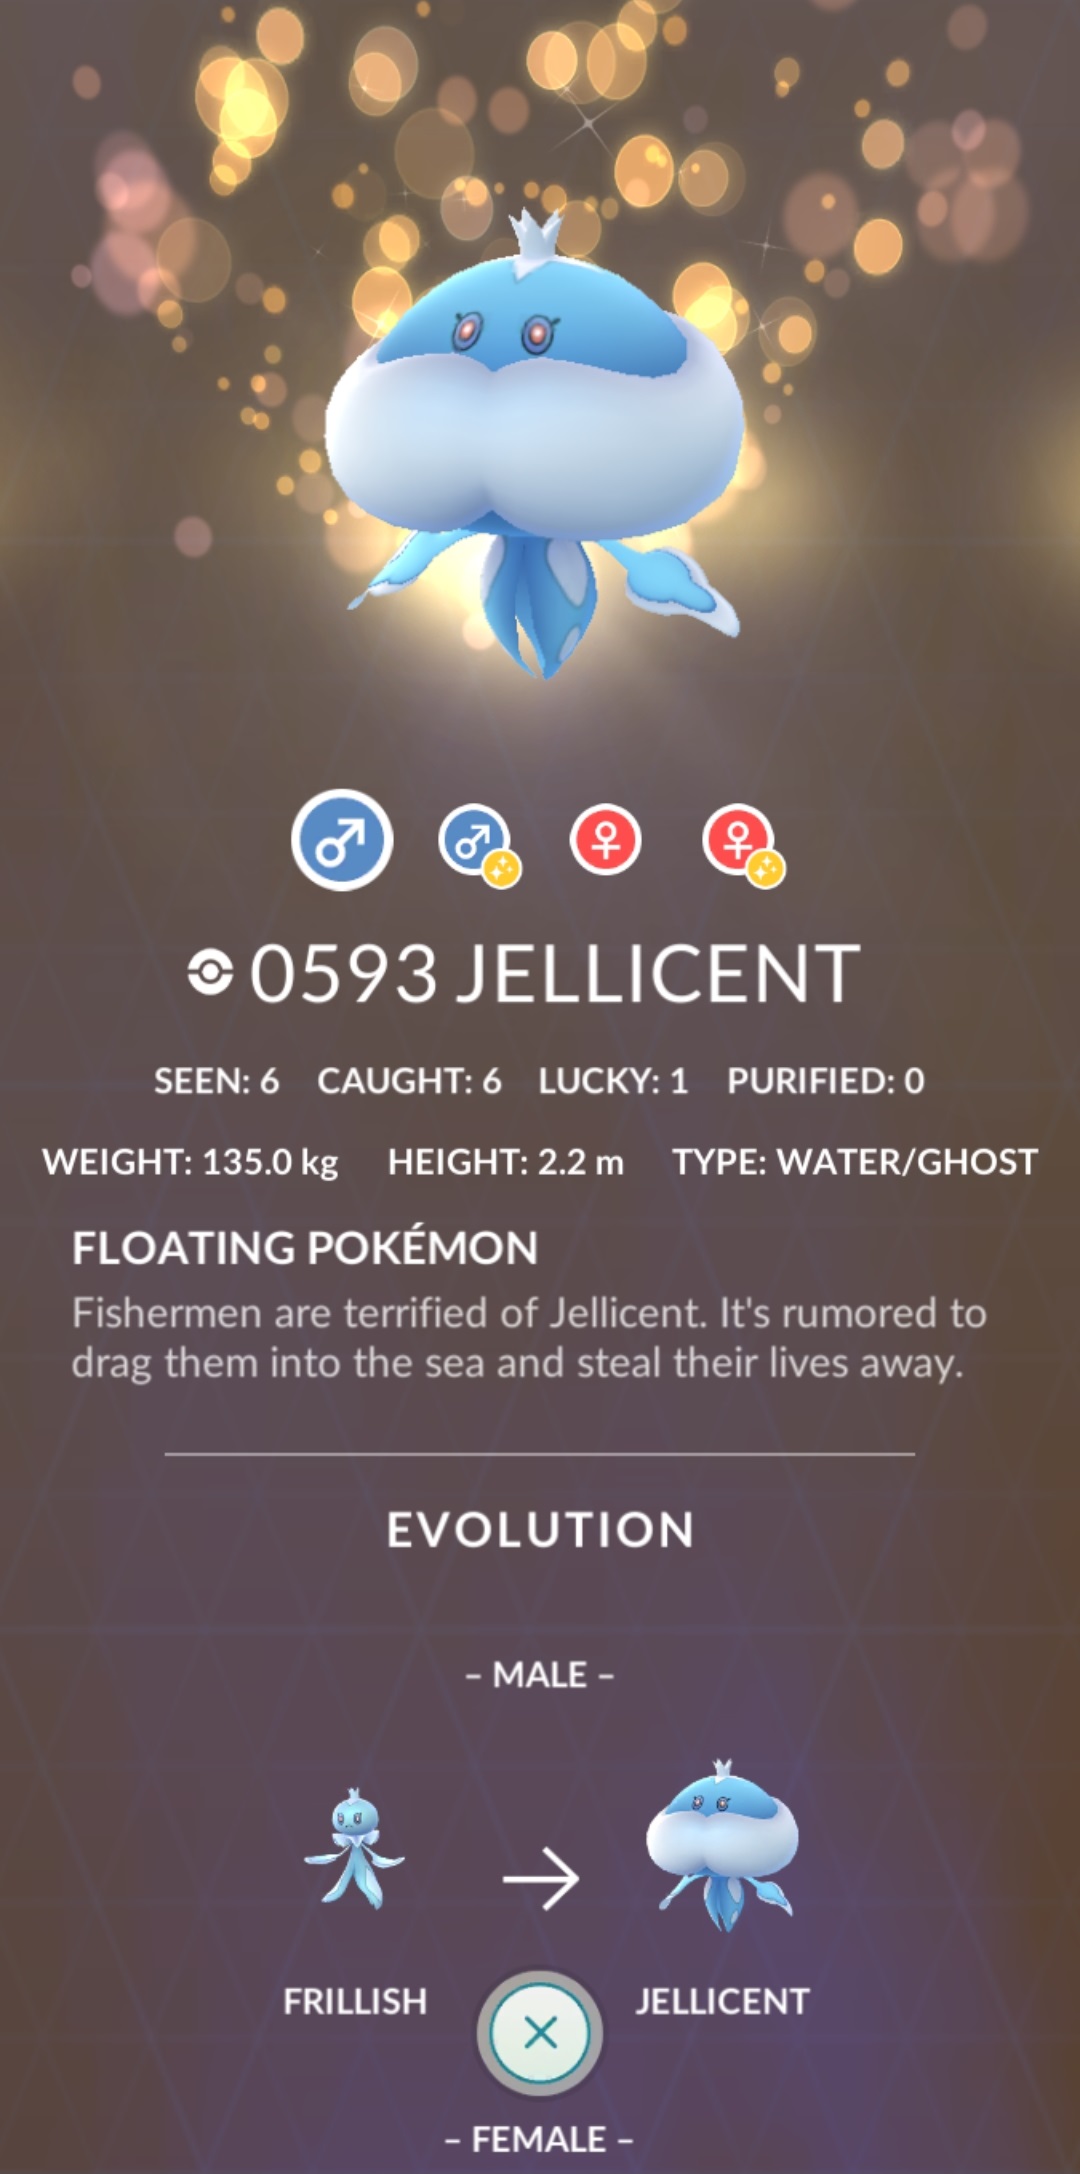 0593 JELLICENT
SEEN: 6 CAUGHT: 6 LUCKY: 1 PURIFIED: 0
WEIGHT: 135.0 kg HEIGHT: 2.2 m TYPE: WATER/GHOST
FLOATING POKÉMON
Fishermen are terrified of Jellicent. It's rumored to
drag them into the sea and steal their lives away.
EVOLUTION
– MALE –
FRILLISH JELLICENT
– FEMALE –